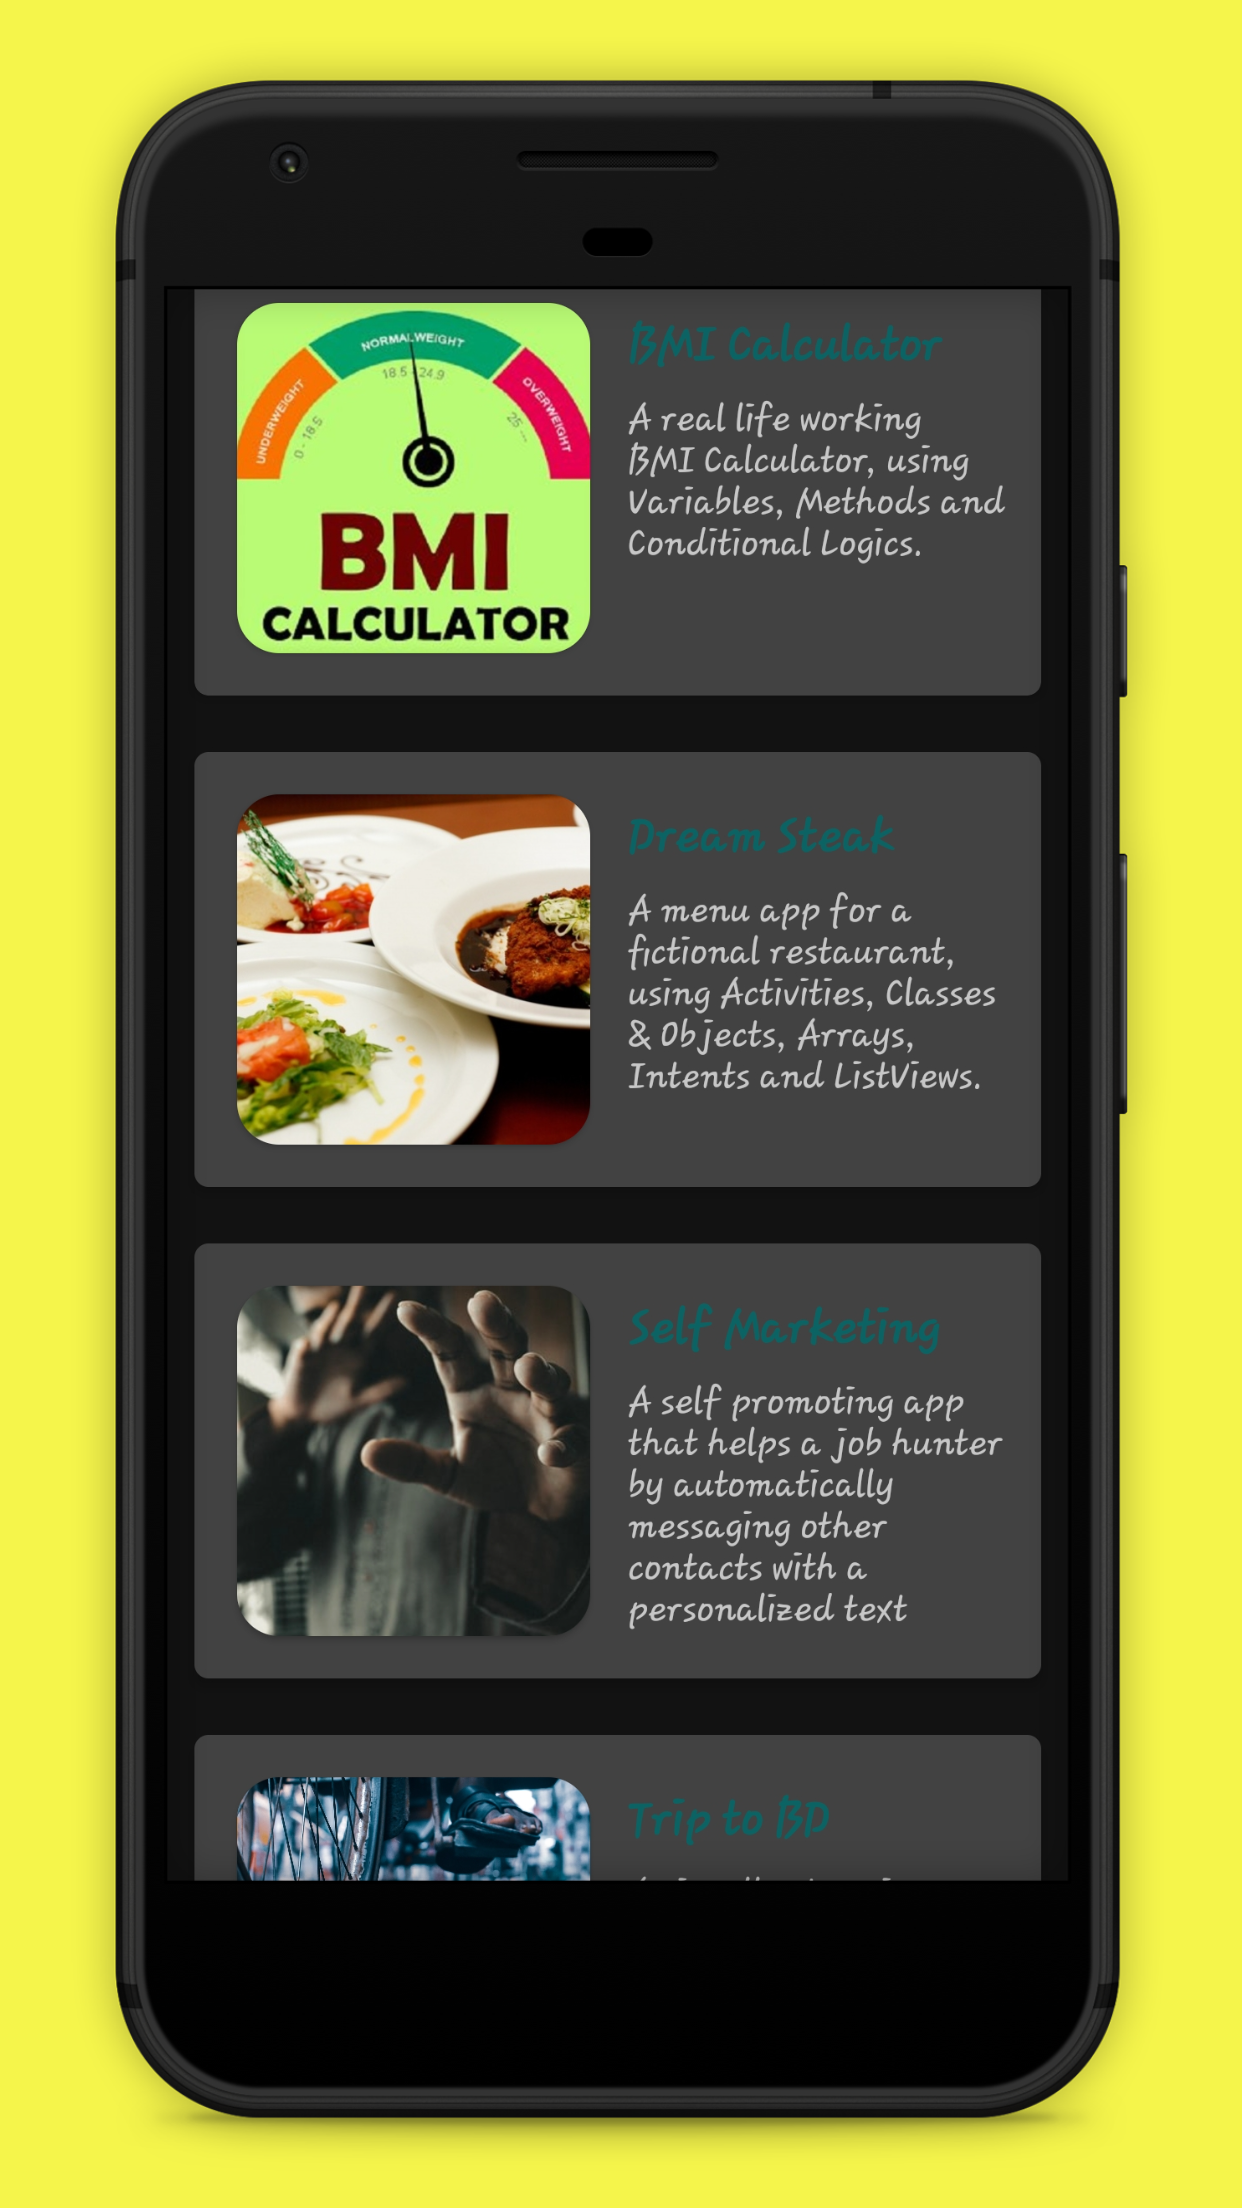 NORMAL WEIGHT
18.5 - 24.9
UNDERWEIGHT
0 - 18.5
OVERWEIGHT
25 ...
BMI
CALCULATOR
BMI Calculator
A real life working
BMI Calculator, using
Variables, Methods and
Conditional Logics.
Dream Steak
A menu app for a
fictional restaurant,
using Activities, Classes
& Objects, Arrays,
Intents and ListViews.
Self Marketing
A self promoting app
that helps a job hunter
by automatically
messaging other
contacts with a
personalized text
Trip to BD